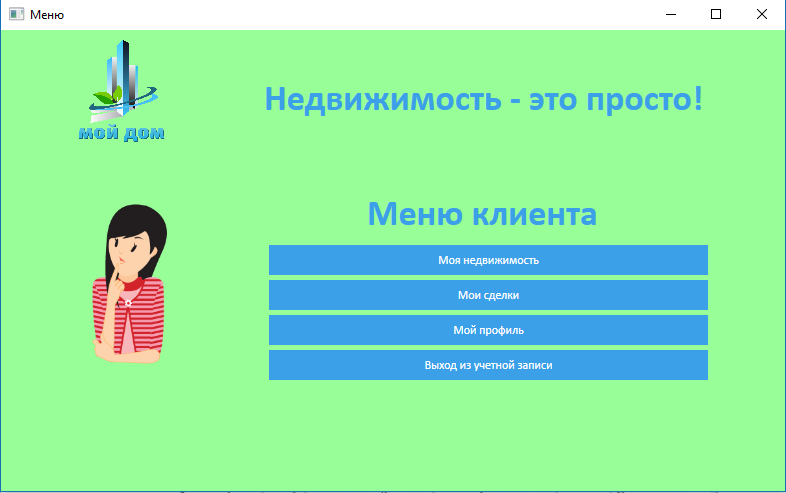 Меню
Недвижимость - это просто!
мой дом
Меню клиента
Моя недвижимость
Мои сделки
Мой профиль
Выход из учетной записи